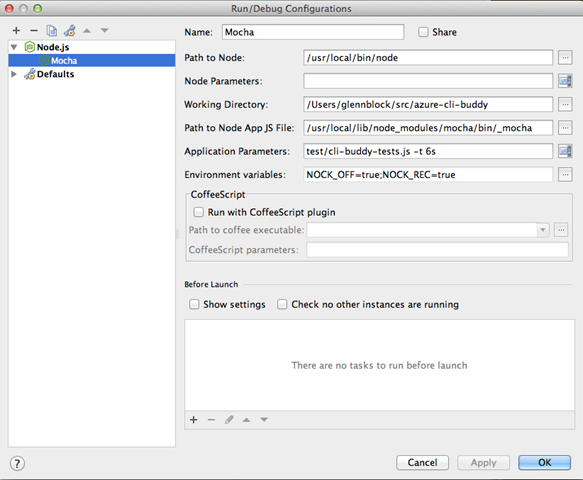 Run/Debug Configurations
Node.js
Mocha
Defaults
Name: Mocha Share
Path to Node: /usr/local/bin/node
Node Parameters:
Working Directory: /Users/glennblock/src/azure-cli-buddy
Path to Node App JS File: /usr/local/lib/node_modules/mocha/bin/_mocha
Application Parameters: test/cli-buddy-tests.js -t 6s
Environment variables: NOCK_OFF=true;NOCK_REC=true
CoffeeScript
Run with CoffeeScript plugin
Path to coffee executable:
CoffeeScript parameters:
Before Launch
Show settings Check no other instances are running
There are no tasks to run before launch
? Cancel Apply OK